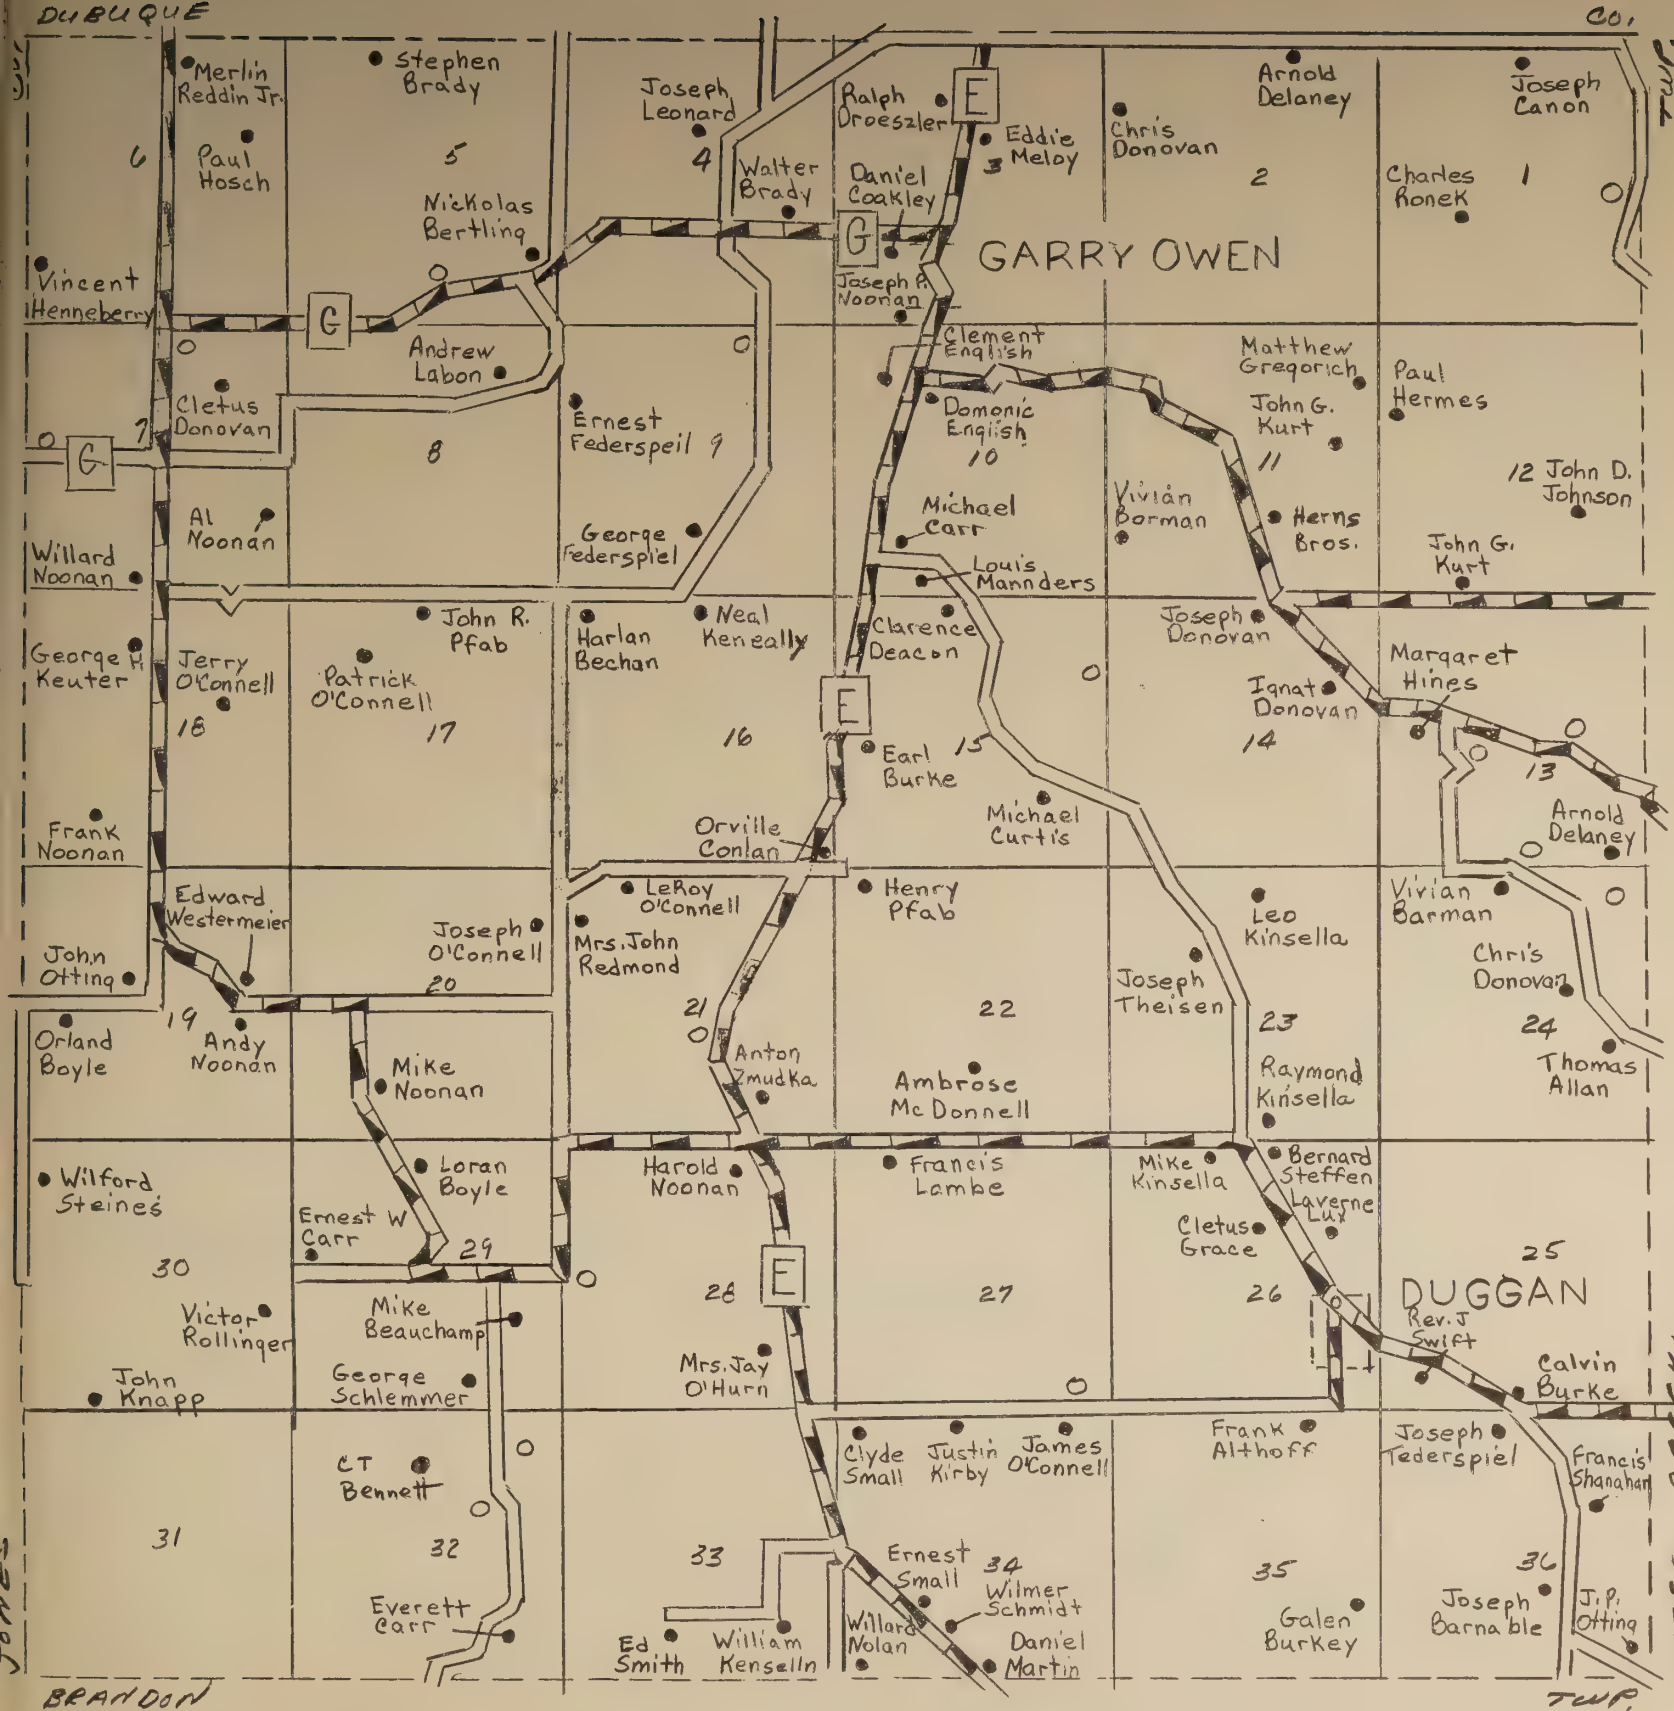 DUBUQUE
CO.
TWP.
Merlin
Reddin Jr.
Stephen
Brady
Joseph
Leonard
Ralph
Droeszler
E
Eddie
Meloy
Chris
Donovan
Arnold
Delaney
Joseph
Canon
6
Paul
Hosch
5
4
Walter
Brady
Daniel
Coakley
3
2
Charles
Ronek
1
Nickolas
Bertling
G
GARRY OWEN
Vincent
Henneberry
G
Joseph P.
Noonan
Andrew
Labon
Clement
English
Matthew
Gregorich
Paul
Hermes
7
Cletus
Donovan
G
8
Ernest
Federspeil
9
Domonic
English
10
John G.
Kurt
11
12
John D.
Johnson
Al
Noonan
Willard
Noonan
George
Federspiel
Michael
Carr
Vivian
Borman
Herns
Bros.
John G.
Kurt
Louis
Mannders
George H
Keuter
Jerry
O'Connell
18
Patrick
O'Connell
John R.
Pfab
17
Harlan
Bechan
Neal
Keneally
16
Clarence
Deacon
E
Joseph
Donovan
Margaret
Hines
Ignat
Donovan
14
15
Earl
Burke
13
Frank
Noonan
Orville
Conlan
Michael
Curtis
Arnold
Delaney
Edward
Westermeier
Joseph
O'Connell
LeRoy
O'Connell
Mrs. John
Redmond
Henry
Pfab
Leo
Kinsella
Vivian
Barman
John
Otting
20
21
22
Joseph
Theisen
23
Chris
Donovan
24
Orland
Boyle
19
Andy
Noonan
Mike
Noonan
Anton
Zmudka
Ambrose
McDonnell
Raymond
Kinsella
Thomas
Allan
Wilford
Steines
Loran
Boyle
Harold
Noonan
Francis
Lambe
Mike
Kinsella
Bernard
Steffen
Laverne
Lux
Ernest W
Carr
29
Cletus
Grace
25
30
28
E
27
26
DUGGAN
Victor
Rollinger
Mike
Beauchamp
Rev. J
Swift
John
Knapp
George
Schlemmer
Mrs. Jay
O'Hurn
Calvin
Burke
CT
Bennett
Clyde
Small
Justin
Kirby
James
O'Connell
Frank
Althoff
Joseph
Tederspiel
Francis
Shanahan
31
32
33
34
35
36
Ernest
Small
Wilmer
Schmidt
Everett
Carr
Ed
Smith
William
Kenselln
Willard
Nolan
Daniel
Martin
Galen
Burkey
Joseph
Barnable
J.P.
Otting
JONES
BRANDON
TWP.